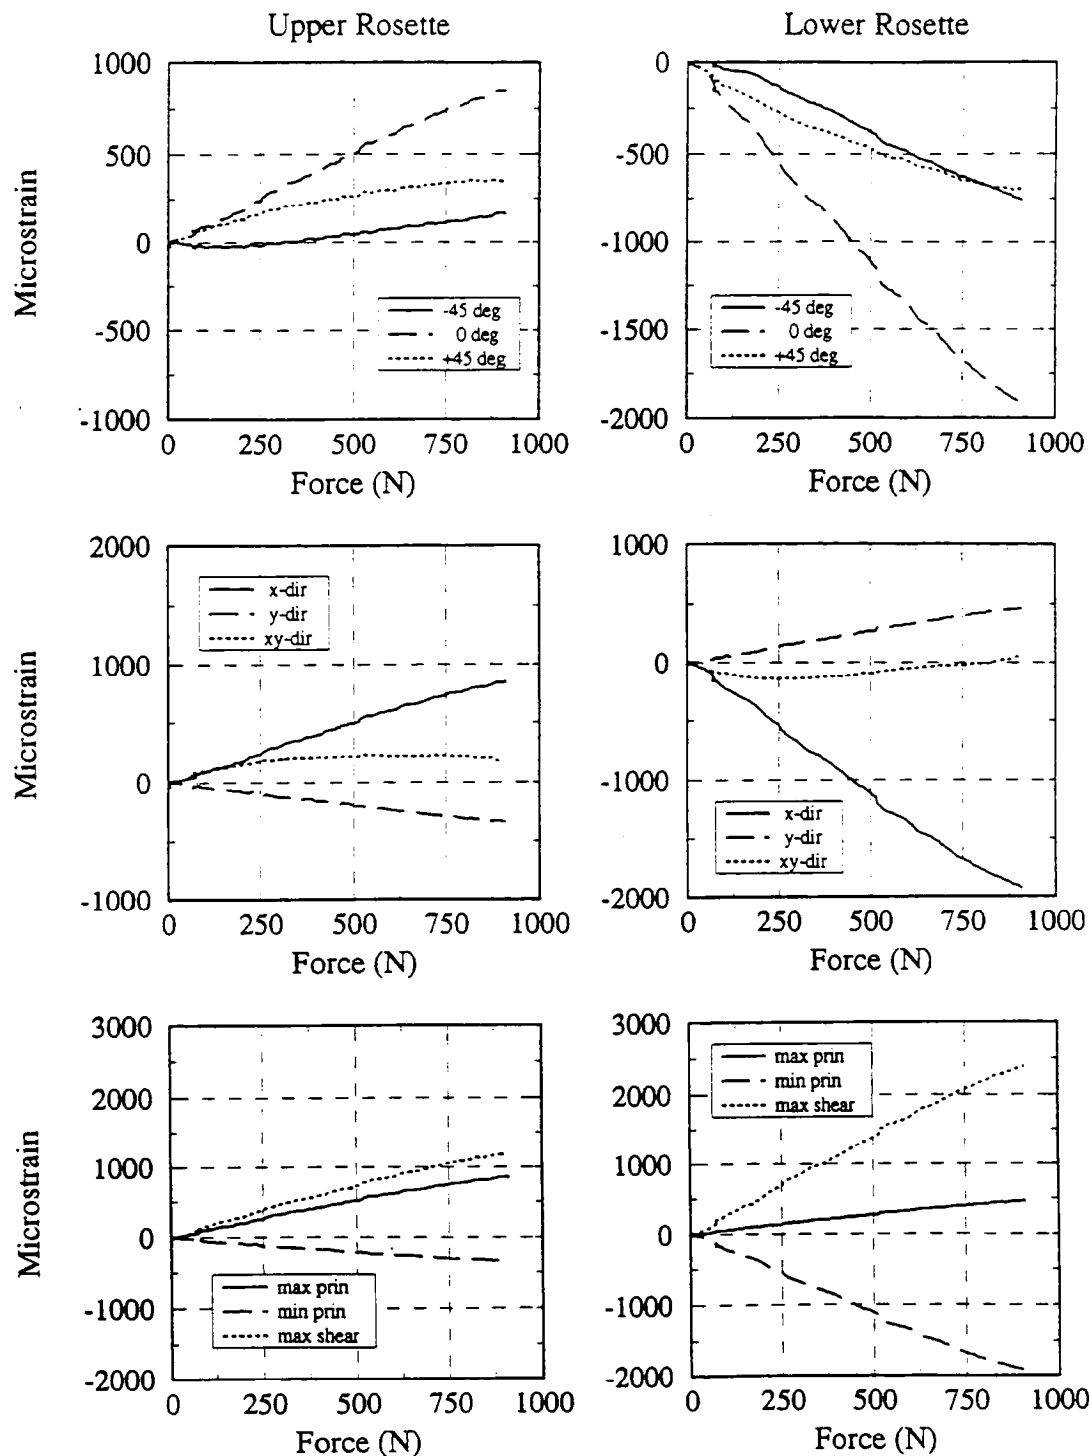 Upper Rosette
Microstrain
1000
500
0
-500
-1000
-45 deg
0 deg
+45 deg
0 250 500 750 1000
Force (N)
Lower Rosette
0
-500
-1000
-1500
-2000
-45 deg
0 deg
+45 deg
0 250 500 750 1000
Force (N)
Microstrain
2000
1000
0
-1000
x-dir
y-dir
xy-dir
0 250 500 750 1000
Force (N)
1000
0
-1000
-2000
x-dir
y-dir
xy-dir
0 250 500 750 1000
Force (N)
Microstrain
3000
2000
1000
0
-1000
-2000
max prin
min prin
max shear
0 250 500 750 1000
Force (N)
3000
2000
1000
0
-1000
-2000
max prin
min prin
max shear
0 250 500 750 1000
Force (N)